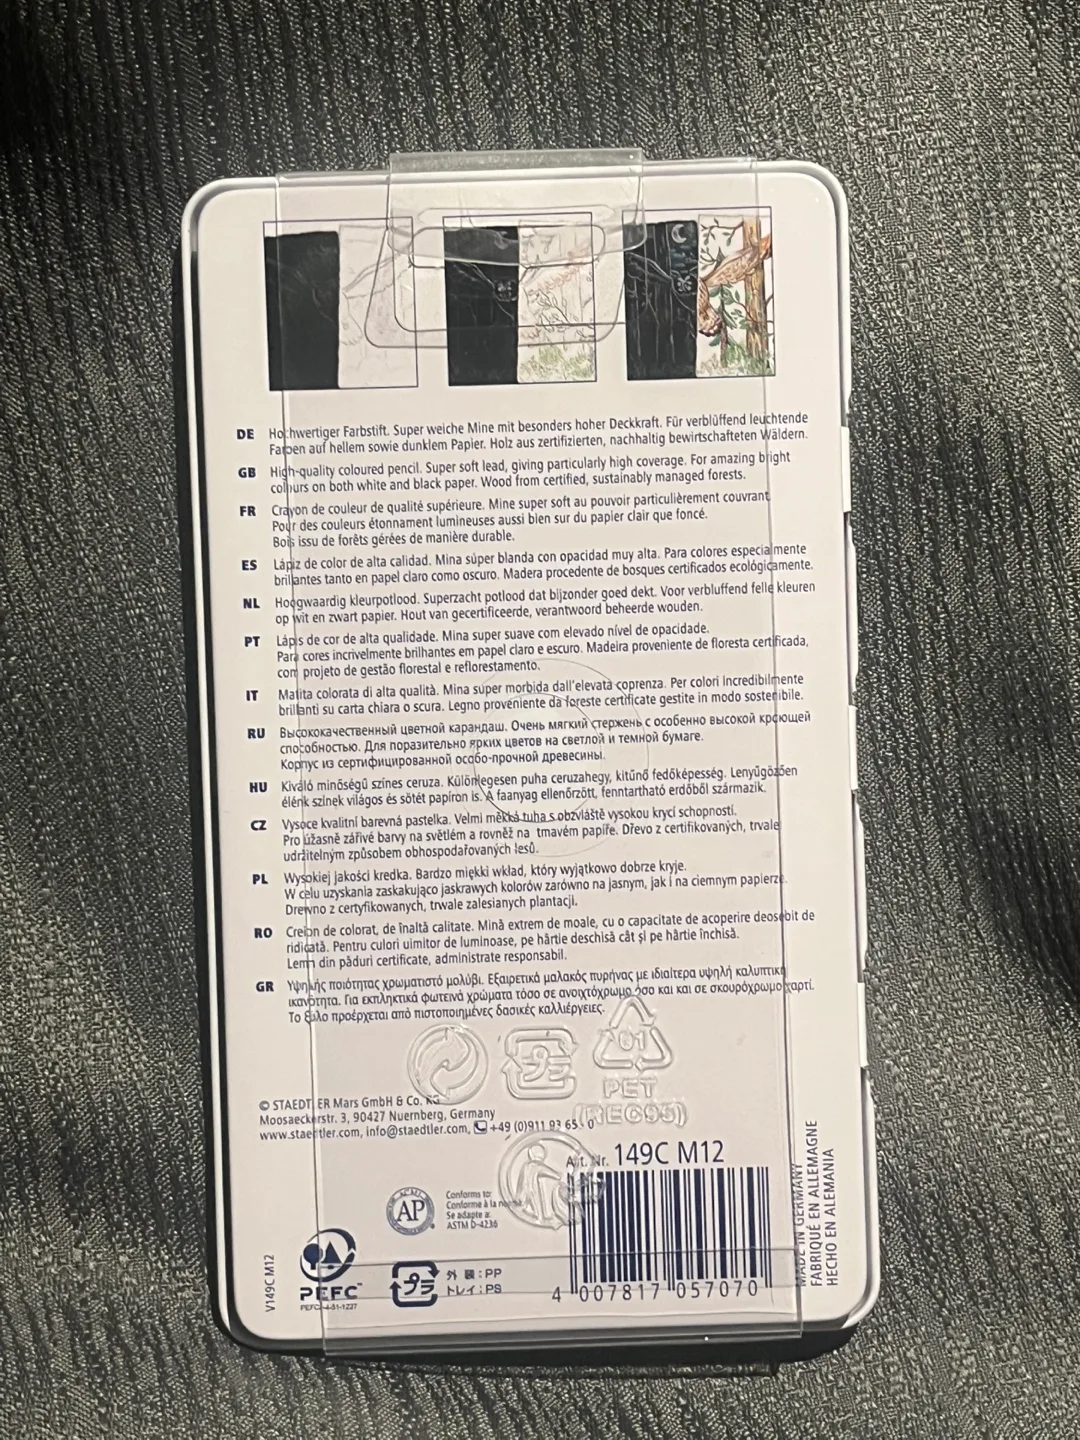 DE Hochwertiger Farbstift. Super weiche Mine mit besonders hoher Deckkraft. Für verblüffend leuchtende
Farben auf hellem sowie dunklem Papier. Holz aus zertifizierten, nachhaltig bewirtschafteten Wäldern.
GB High-quality coloured pencil. Super soft lead, giving particularly high coverage. For amazing bright
colours on both white and black paper. Wood from certified, sustainably managed forests.
FR Crayon de couleur de qualité supérieure. Mine super soft au pouvoir particulièrement couvrant.
Pour des couleurs étonnament lumineuses aussi bien sur du papier clair que foncé.
Bois issu de forêts gérées de manière durable.
ES Lápiz de color de alta calidad. Mina súper blanda con opacidad muy alta. Para colores especialmente
brillantes tanto en papel claro como oscuro. Madera procedente de bosques certificados ecológicamente.
NL Hoogwaardig kleurpotlood. Superzacht potlood dat bijzonder goed dekt. Voor verbluffend felle kleuren
op wit en zwart papier. Hout van gecertificeerde, verantwoord beheerde wouden.
PT Lápis de cor de alta qualidade. Mina super suave com elevado nível de opacidade.
Para cores incrivelmente brilhantes em papel claro e escuro. Madeira proveniente de floresta certificada,
com projeto de gestão florestal e reflorestamento.
IT Matita colorata di alta qualità. Mina super morbida dall'elevata coprenza. Per colori incredibilmente
brillanti su carta chiara o scura. Legno proveniente da foreste certificate gestite in modo sostenibile.
RU Высококачественный цветной карандаш. Очень мягкий стержень с особенно высокой кроющей
способностью. Для поразительно ярких цветов на светлой и темной бумаге.
Корпус из сертифицированной особо-прочной древесины.
HU Kiváló minőségű színes ceruza. Különlegesen puha ceruzahegy, kitűnő fedőképesség. Lenyűgözően
élénk színek világos és sötét papíron is. A faanyag ellenőrzött, fenntartható erdőből származik.
CZ Vysoce kvalitní barevná pastelka. Velmi měkká tuha s obzvláště vysokou krycí schopností.
Pro úžasně zářivé barvy na světlém a rovněž na tmavém papíře. Dřevo z certifikovaných, trvale
udržitelným způsobem obhospodařovaných lesů.
PL Wysokiej jakości kredka. Bardzo miękki wkład, który wyjątkowo dobrze kryje.
W celu uzyskania zaskakująco jaskrawych kolorów zarówno na jasnym, jak i na ciemnym papierze.
Drewno z certyfikowanych, trwale zalesianych plantacji.
RO Creion de colorat, de înaltă calitate. Mină extrem de moale, cu o capacitate de acoperire deosebit de
ridicată. Pentru culori uimitor de luminoase, pe hârtie deschisă cât și pe hârtie închisă.
Lemn din păduri certificate, administrate responsabil.
GR Υψηλής ποιότητας χρωματιστό μολύβι. Εξαιρετικά μαλακός πυρήνας με ιδιαίτερα υψηλή καλυπτική
ικανότητα. Για εκπληκτικά φωτεινά χρώματα τόσο σε ανοιχτόχρωμο όσο και και σε σκουρόχρωμο χαρτί.
Το ξύλο προέρχεται από πιστοποιημένες δασικές καλλιέργειες.
プラ
01
PET
(REC95)
© STAEDTLER Mars GmbH & Co. KG
Moosaeckerstr. 3, 90427 Nuernberg, Germany
www.staedtler.com, info@staedtler.com, +49 (0)911 93 65 - 0
Art. Nr. 149C M12
AP
Conforms to:
Conforme à la norme
Se adapte a:
ASTM D-4236
V149C M12
PEFC™
PEFC/04-31-1227
プラ
外 装 : PP
トレイ : PS
4 007817 057070
MADE IN GERMANY
FABRIQUÉ EN ALLEMAGNE
HECHO EN ALEMANIA